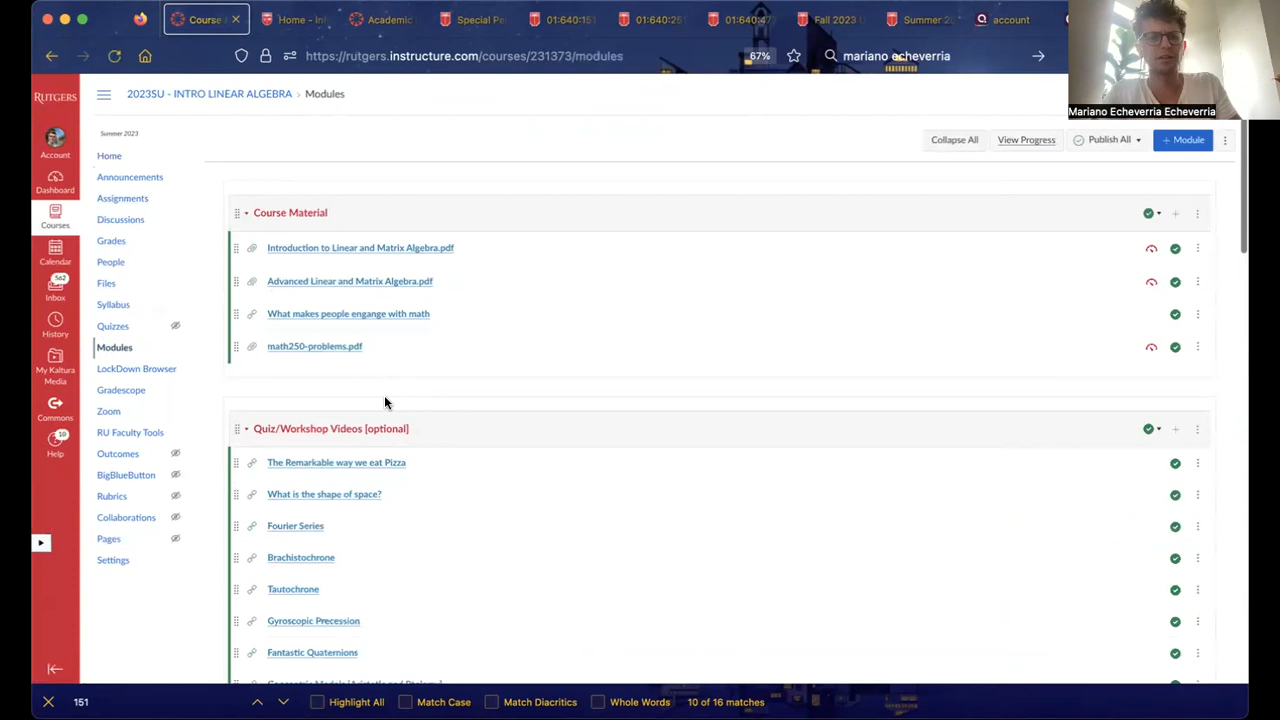 Course
Home - In
Academic
Special Pe
01:640:151
01:640:251
01:640:47
Fall 2023 U
Summer 20
account
https://rutgers.instructure.com/courses/231373/modules
67%
mariano echeverria
Mariano Echeverria Echeverria
RUTGERS
Account
Dashboard
Courses
Calendar
562
Inbox
History
My Kaltura
Media
Commons
10
Help
2023SU - INTRO LINEAR ALGEBRA > Modules
Summer 2023
Home
Announcements
Assignments
Discussions
Grades
People
Files
Syllabus
Quizzes
Modules
LockDown Browser
Gradescope
Zoom
RU Faculty Tools
Outcomes
BigBlueButton
Rubrics
Collaborations
Pages
Settings
Collapse All
View Progress
Publish All
+ Module
Course Material
Introduction to Linear and Matrix Algebra.pdf
Advanced Linear and Matrix Algebra.pdf
What makes people engange with math
math250-problems.pdf
Quiz/Workshop Videos [optional]
The Remarkable way we eat Pizza
What is the shape of space?
Fourier Series
Brachistochrone
Tautochrone
Gyroscopic Precession
Fantastic Quaternions
151
Highlight All
Match Case
Match Diacritics
Whole Words
10 of 16 matches